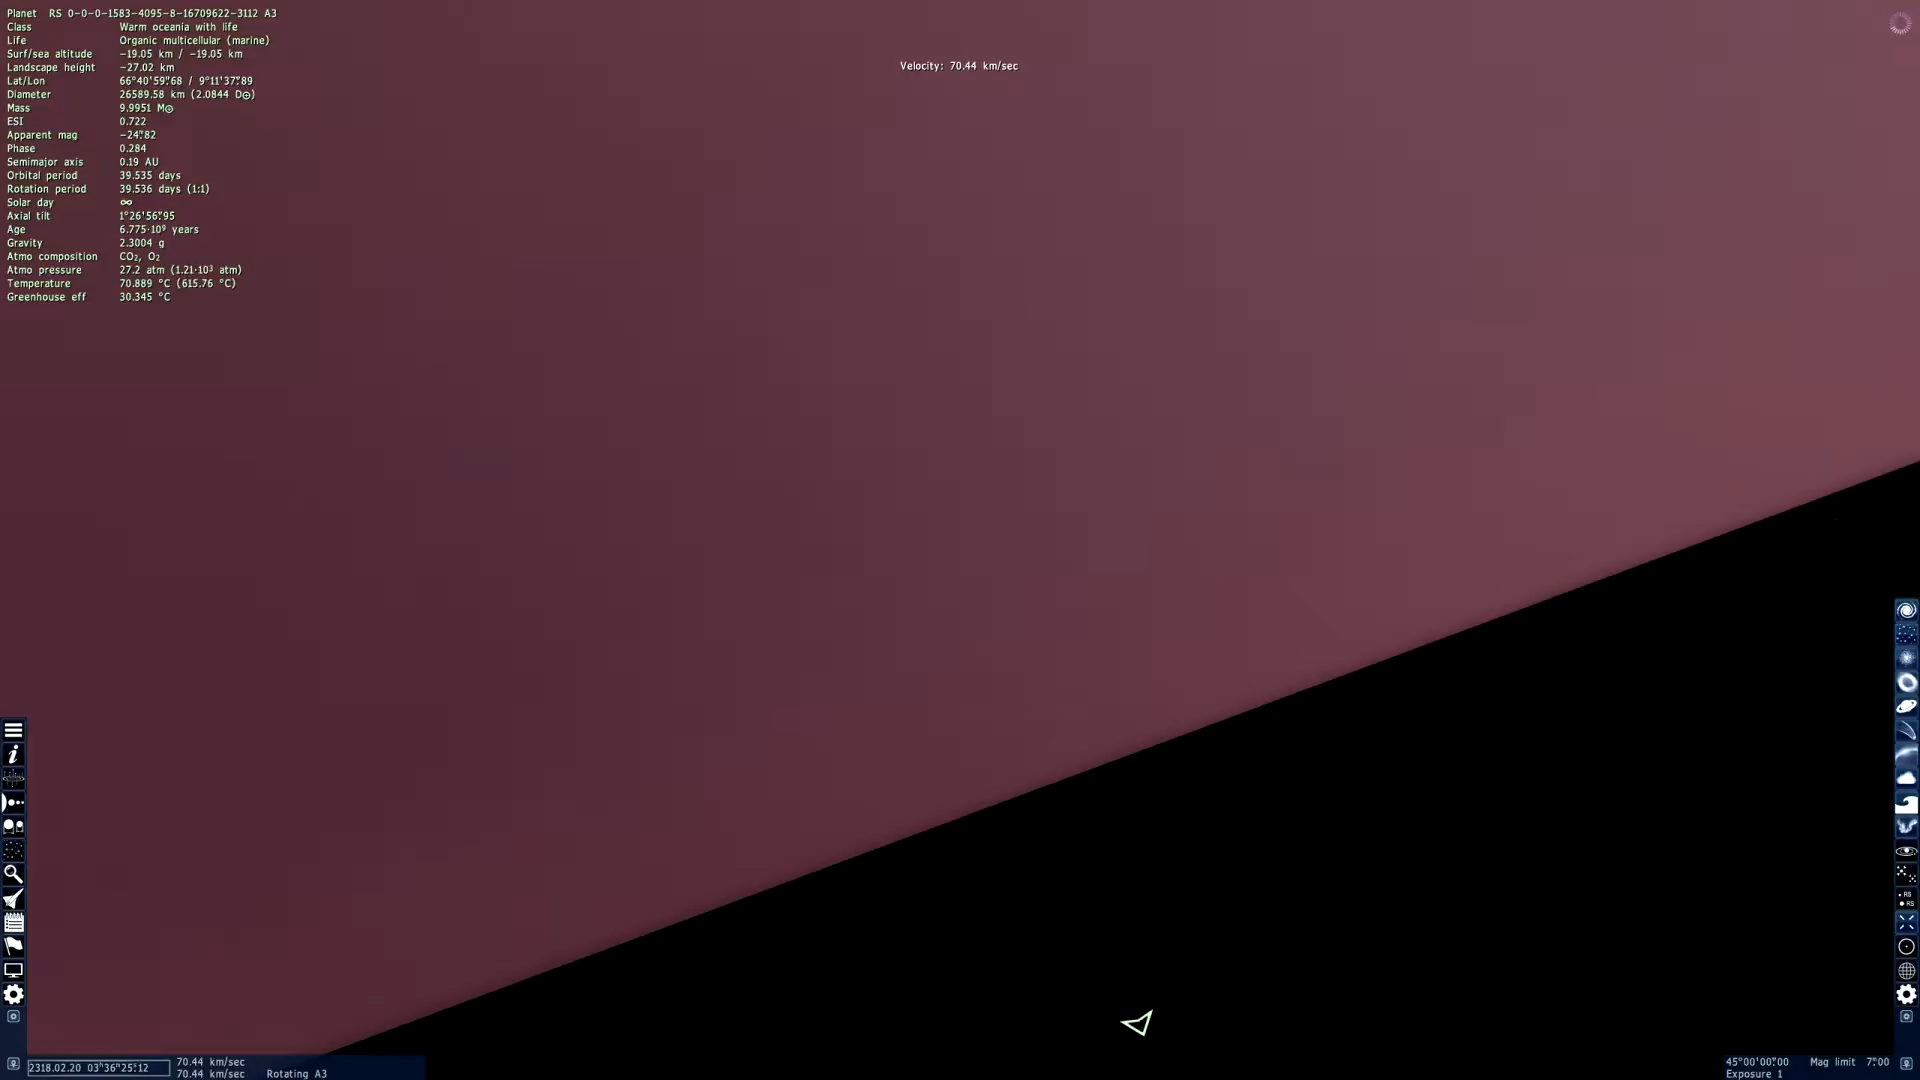 Planet RS 0-0-0-1583-4095-8-16709622-3112 A3
Class Warm oceania with life
Life Organic multicellular (marine)
Surf/sea altitude −19.05 km / −19.05 km
Landscape height −27.02 km
Lat/Lon 66°40'59."68 / 9°11'37."89
Diameter 26589.58 km (2.0844 D⊕)
Mass 9.9951 M⊕
ESI 0.722
Apparent mag −24.ᵐ82
Phase 0.284
Semimajor axis 0.19 AU
Orbital period 39.535 days
Rotation period 39.536 days (1:1)
Solar day ∞
Axial tilt 1°26'56."95
Age 6.775·10⁹ years
Gravity 2.3004 g
Atmo composition CO₂, O₂
Atmo pressure 27.2 atm (1.21·10³ atm)
Temperature 70.889 °C (615.76 °C)
Greenhouse eff 30.345 °C
Velocity: 70.44 km/sec
RS
RS
2318.02.20 03ʰ36ᵐ25.ˢ12
70.44 km/sec
70.44 km/sec Rotating A3
45°00'00."00 Mag limit 7.ᵐ00
Exposure 1